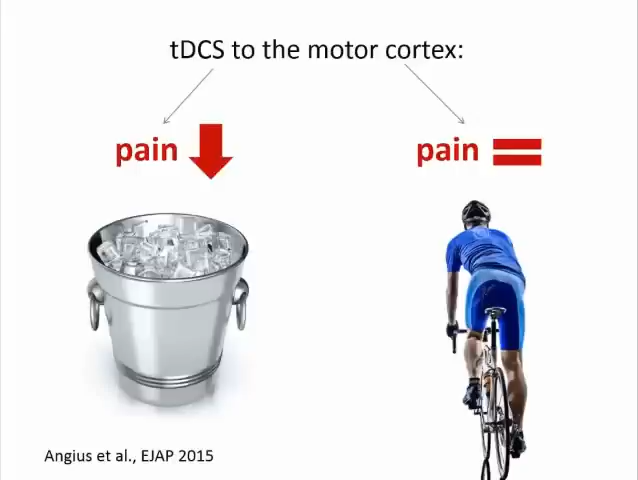 tDCS to the motor cortex:
pain
pain
Angius et al., EJAP 2015